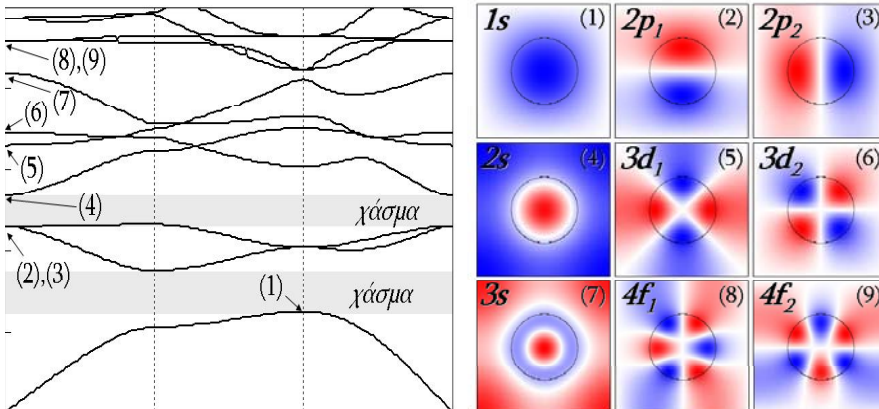 (8),(9)
(7)
(6)
(5)
(4)
χάσμα
(2),(3)
(1)
χάσμα
1s (1)
2p1 (2)
2p2 (3)
2s (4)
3d1 (5)
3d2 (6)
3s (7)
4f1 (8)
4f2 (9)